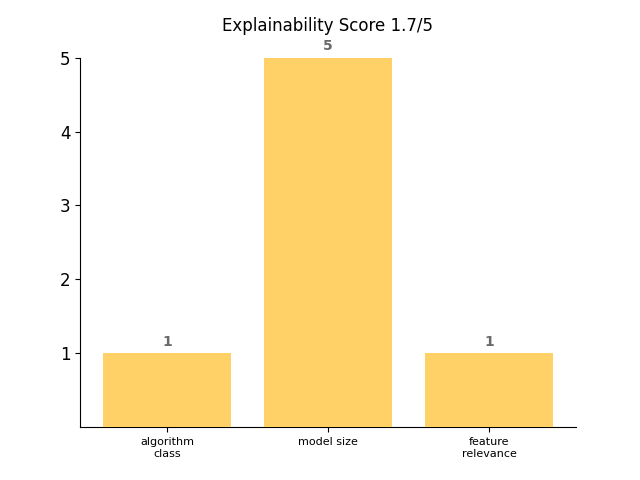 Explainability Score 1.7/5
5
5
4
3
2
1
1
1
algorithm
class
model size
feature
relevance